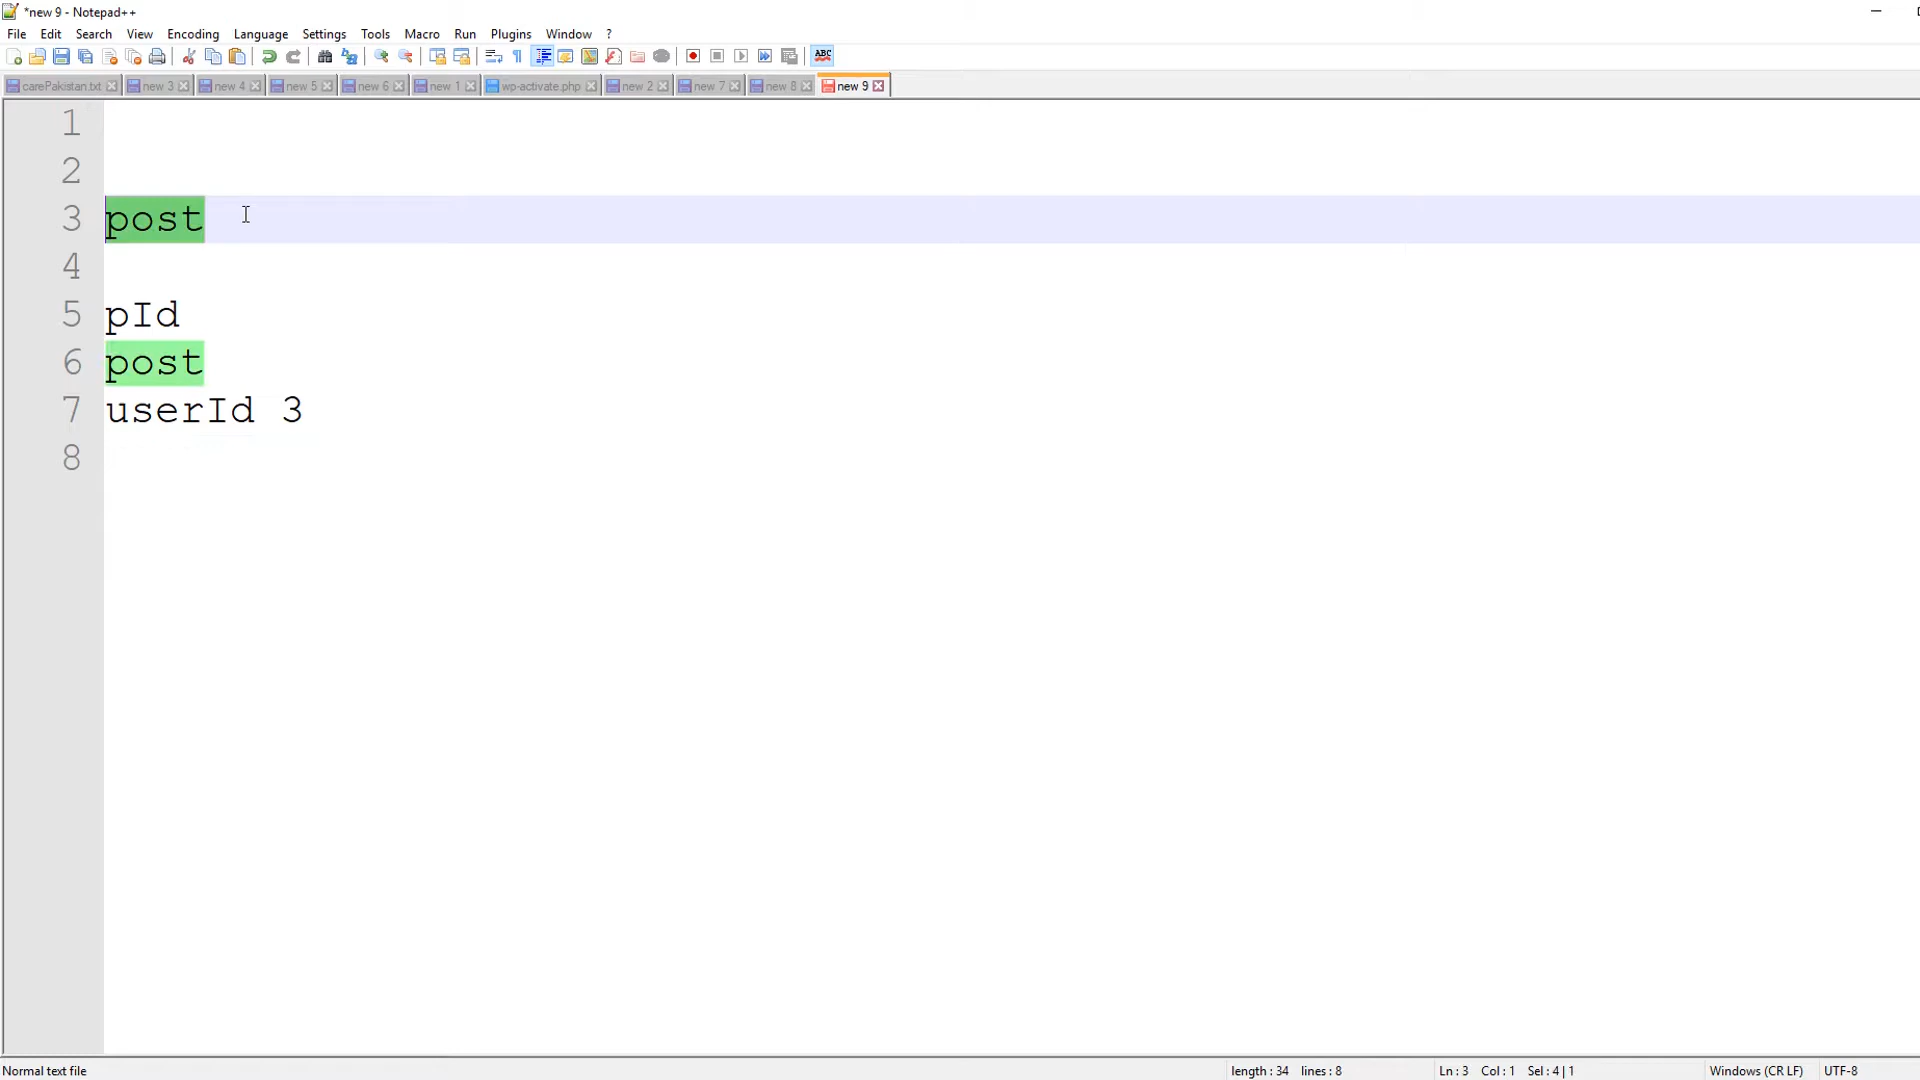 *new 9 - Notepad++
File Edit Search View Encoding Language Settings Tools Macro Run Plugins Window ?
ABC
carePakistan.txt new 3 new 4 new 5 new 6 new 1 wp-activate.php new 2 new 7 new 8 new 9
1
2
3 post
4
5 pId
6 post
7 userId 3
8
Normal text file length : 34 lines : 8 Ln : 3 Col : 1 Sel : 4 | 1 Windows (CR LF) UTF-8